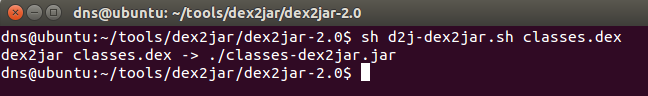 dns@ubuntu: ~/tools/dex2jar/dex2jar-2.0
dns@ubuntu:~/tools/dex2jar/dex2jar-2.0$ sh d2j-dex2jar.sh classes.dex
dex2jar classes.dex -> ./classes-dex2jar.jar
dns@ubuntu:~/tools/dex2jar/dex2jar-2.0$